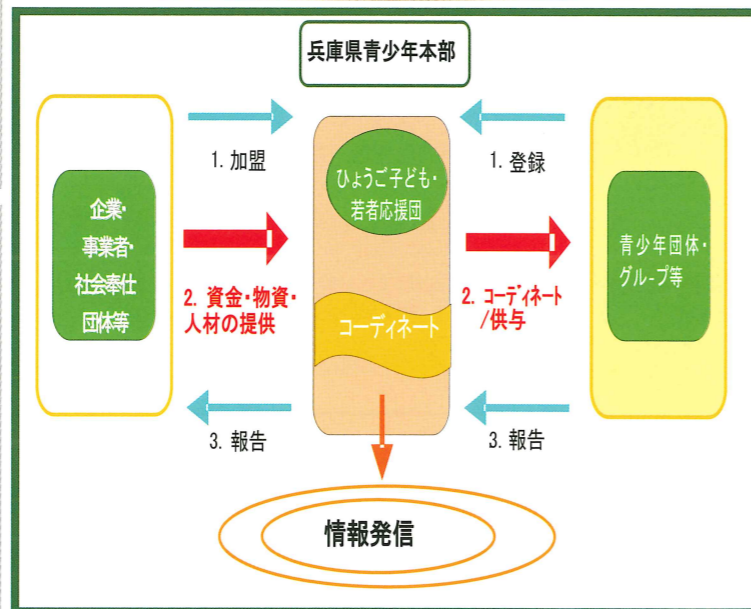 兵庫県青少年本部
1. 加盟
1. 登録
ひょうご子ども・
若者応援団
企業・
事業者・
社会奉仕
団体等
青少年団体・
グループ等
2. 資金・物資・
人材の提供
2. コーディネート
/供与
コーディネート
3. 報告
3. 報告
情報発信